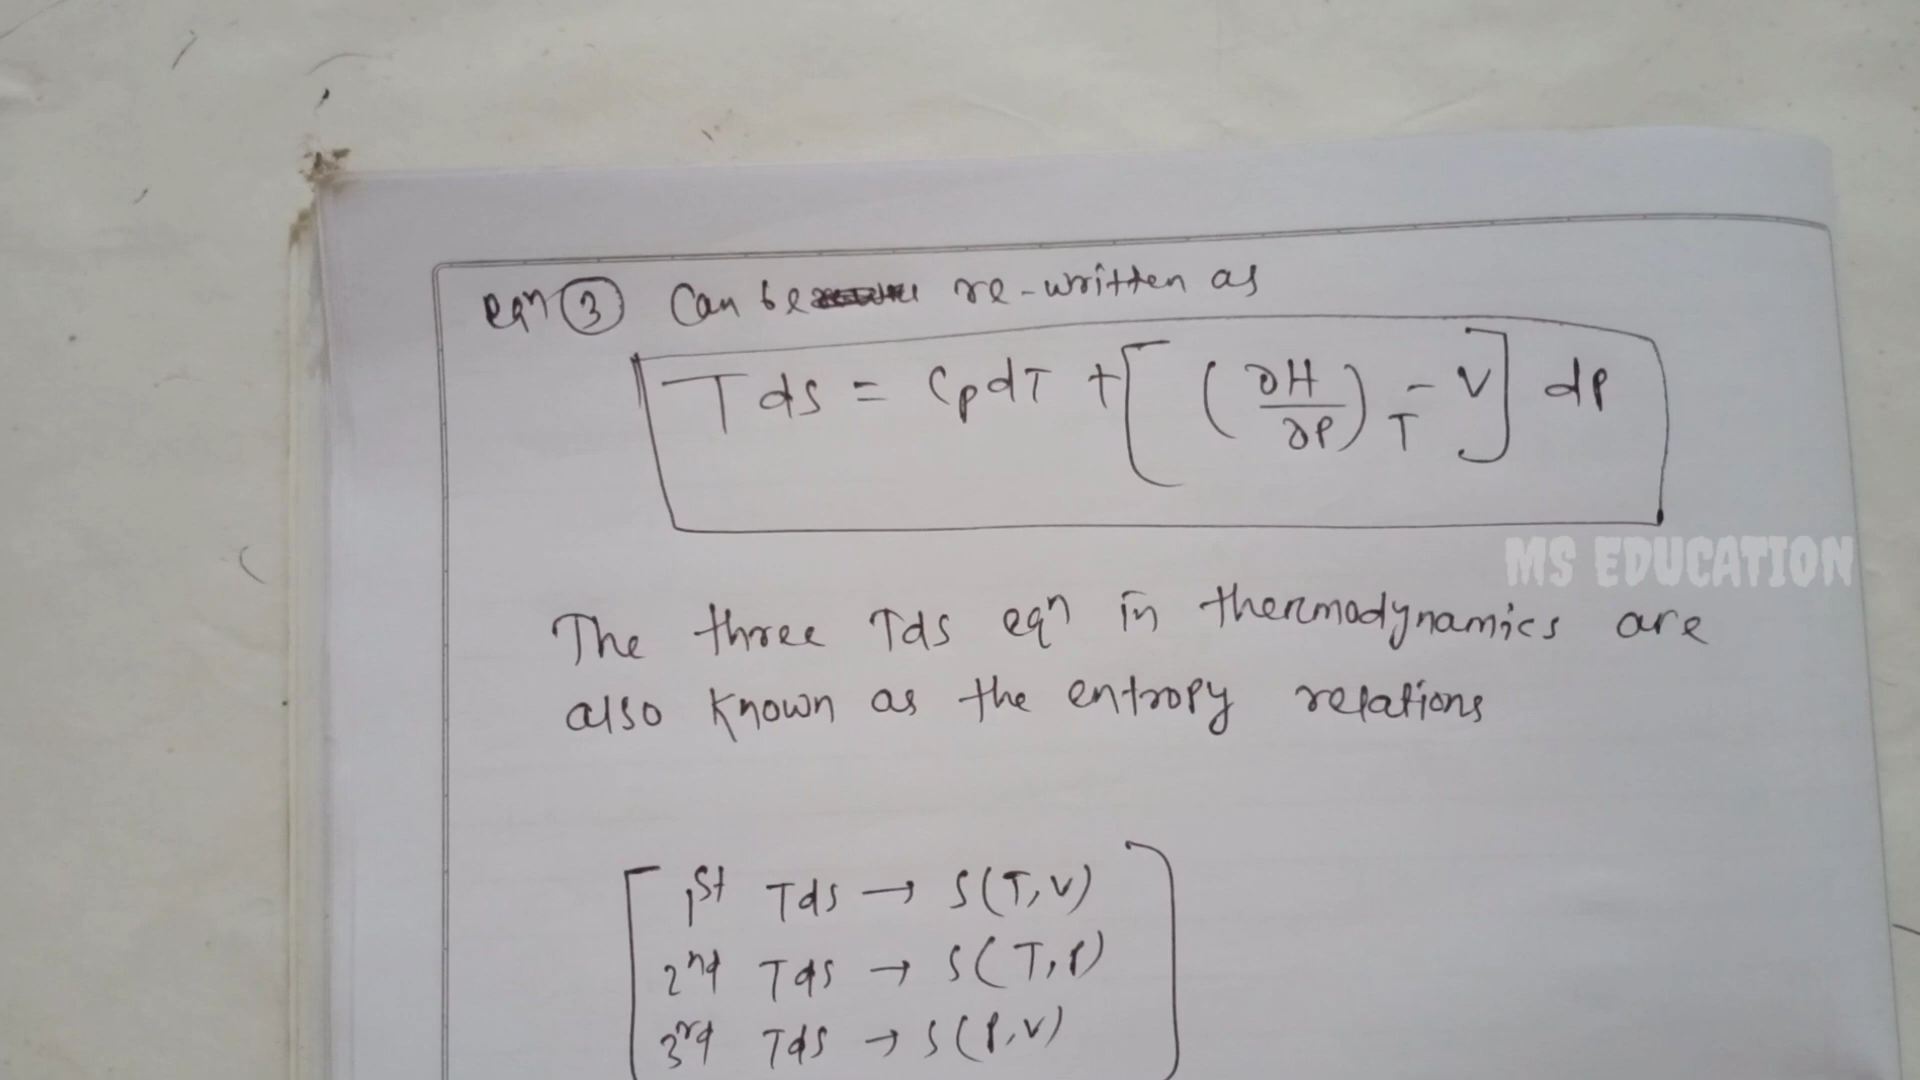 eqn ③ Can be re-written as
Tds = CpdT + [ (∂H/∂P)T - V ] dP
MS EDUCATION
The three Tds eqn in thermodynamics are
also known as the entropy relations
1st Tds → S(T,V)
2nd Tds → S(T,P)
3rd Tds → S(P,V)